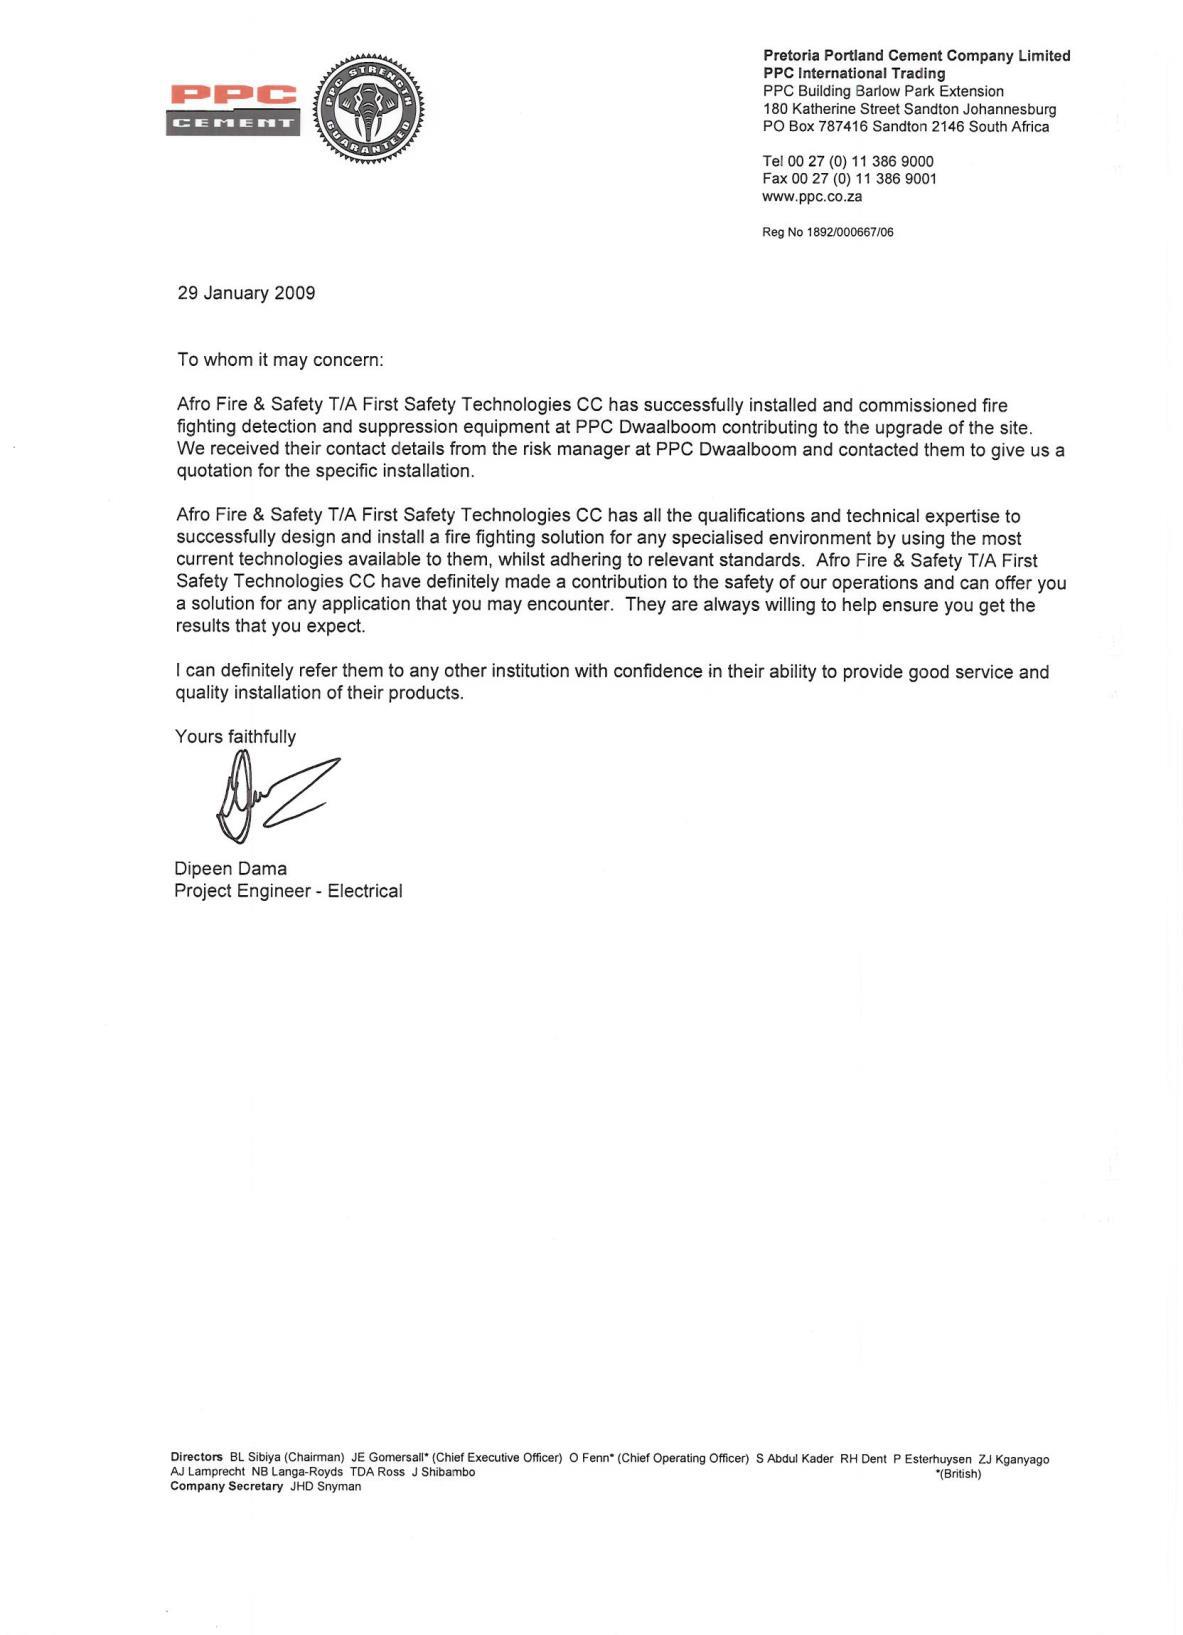 PPC
CEMENT
PPC STRENGTH
GUARANTEED
Pretoria Portland Cement Company Limited
PPC International Trading
PPC Building Barlow Park Extension
180 Katherine Street Sandton Johannesburg
PO Box 787416 Sandton 2146 South Africa
Tel 00 27 (0) 11 386 9000
Fax 00 27 (0) 11 386 9001
www.ppc.co.za
Reg No 1892/000667/06
29 January 2009
To whom it may concern:
Afro Fire & Safety T/A First Safety Technologies CC has successfully installed and commissioned fire
fighting detection and suppression equipment at PPC Dwaalboom contributing to the upgrade of the site.
We received their contact details from the risk manager at PPC Dwaalboom and contacted them to give us a
quotation for the specific installation.
Afro Fire & Safety T/A First Safety Technologies CC has all the qualifications and technical expertise to
successfully design and install a fire fighting solution for any specialised environment by using the most
current technologies available to them, whilst adhering to relevant standards. Afro Fire & Safety T/A First
Safety Technologies CC have definitely made a contribution to the safety of our operations and can offer you
a solution for any application that you may encounter. They are always willing to help ensure you get the
results that you expect.
I can definitely refer them to any other institution with confidence in their ability to provide good service and
quality installation of their products.
Yours faithfully
Dipeen Dama
Project Engineer - Electrical
Directors BL Sibiya (Chairman) JE Gomersall* (Chief Executive Officer) O Fenn* (Chief Operating Officer) S Abdul Kader RH Dent P Esterhuysen ZJ Kganyago
AJ Lamprecht NB Langa-Royds TDA Ross J Shibambo *(British)
Company Secretary JHD Snyman